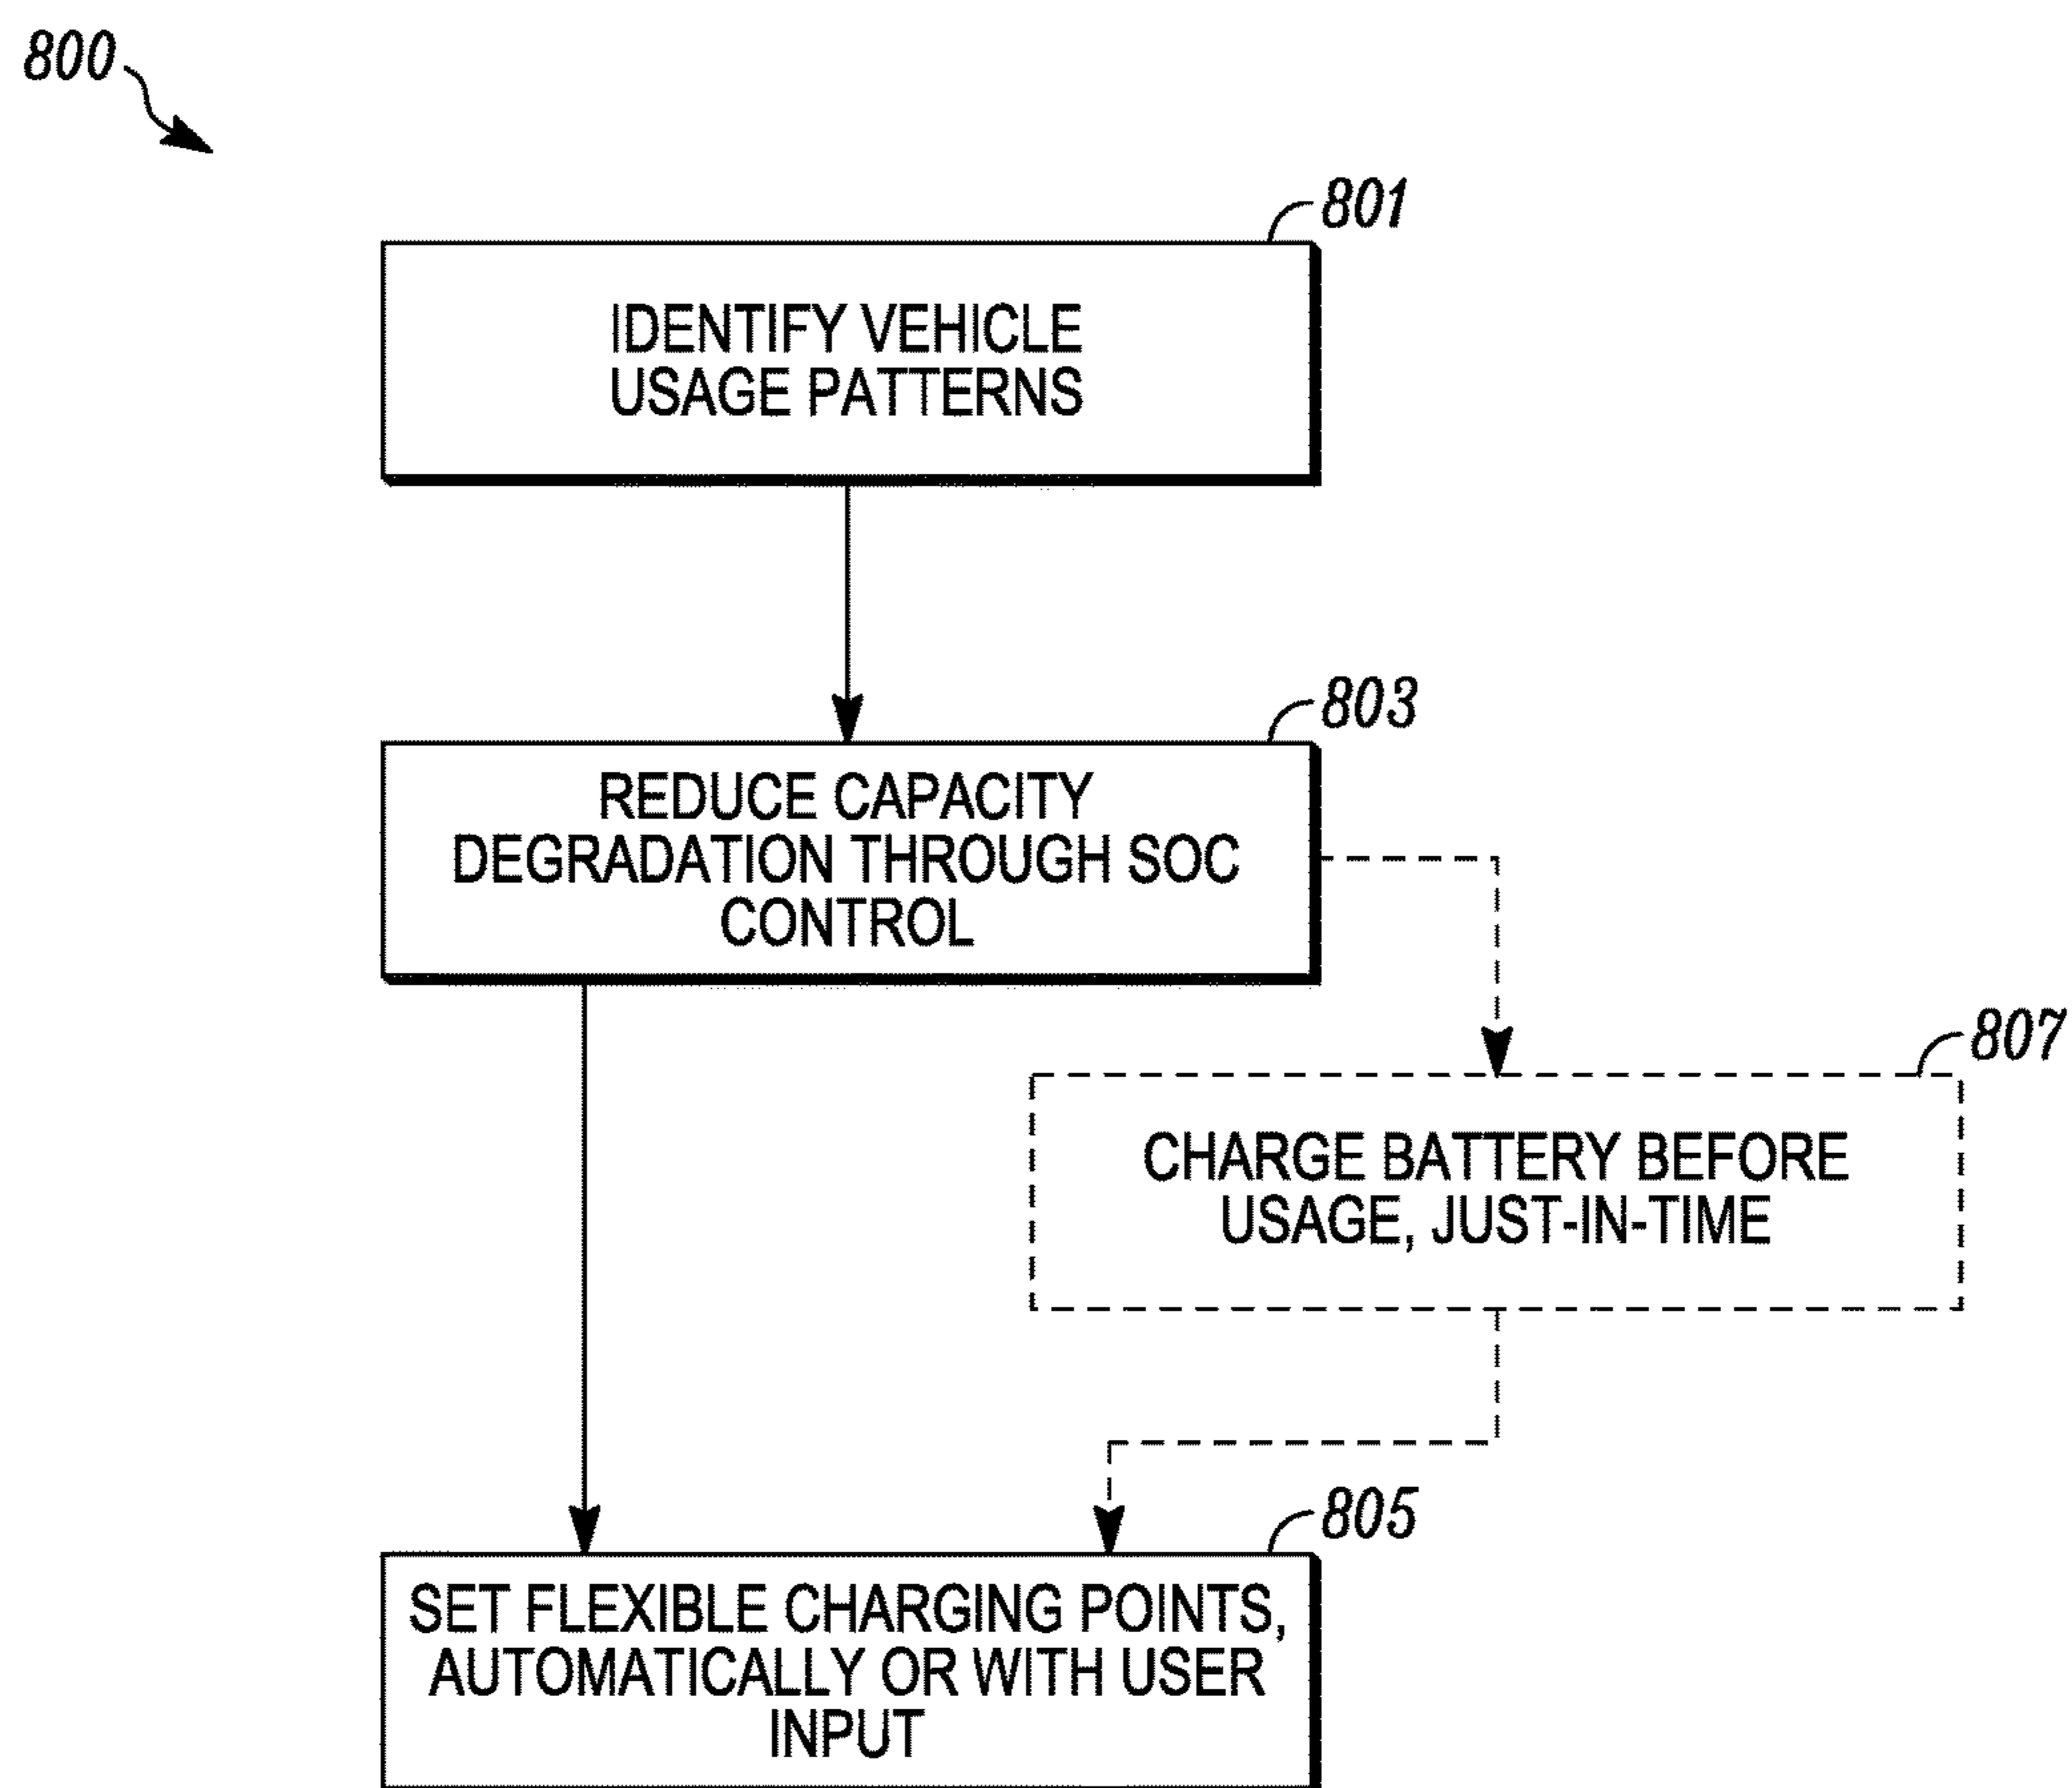 800
801
IDENTIFY VEHICLE
USAGE PATTERNS
803
REDUCE CAPACITY
DEGRADATION THROUGH SOC
CONTROL
807
CHARGE BATTERY BEFORE
USAGE, JUST-IN-TIME
805
SET FLEXIBLE CHARGING POINTS,
AUTOMATICALLY OR WITH USER
INPUT